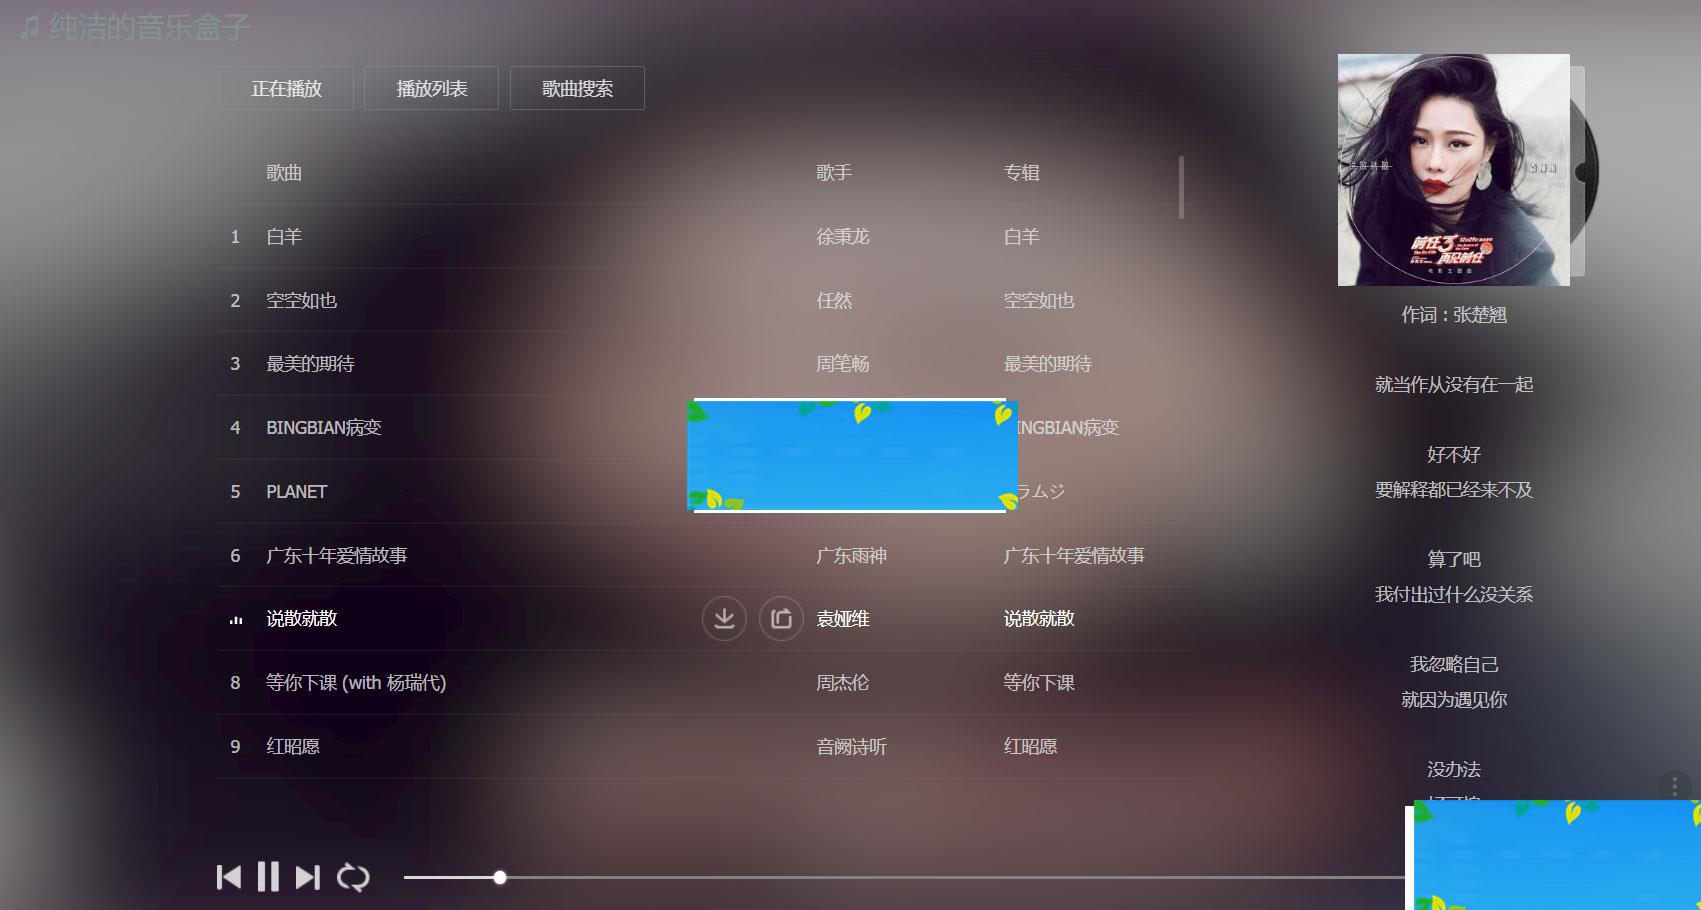 纯洁的音乐盒子
正在播放 播放列表 歌曲搜索
歌曲 歌手 专辑
1 白羊 徐秉龙 白羊
2 空空如也 任然 空空如也
3 最美的期待 周笔畅 最美的期待
4 BINGBIAN病变 INGBIAN病变
5 PLANET ラムジ
6 广东十年爱情故事 广东雨神 广东十年爱情故事
说散就散 袁娅维 说散就散
8 等你下课 (with 杨瑞代) 周杰伦 等你下课
9 红昭愿 音阙诗听 红昭愿
说散就散
前任3
再见前任
电影主题曲
作词：张楚翘
就当作从没有在一起
好不好
要解释都已经来不及
算了吧
我付出过什么没关系
我忽略自己
就因为遇见你
没办法